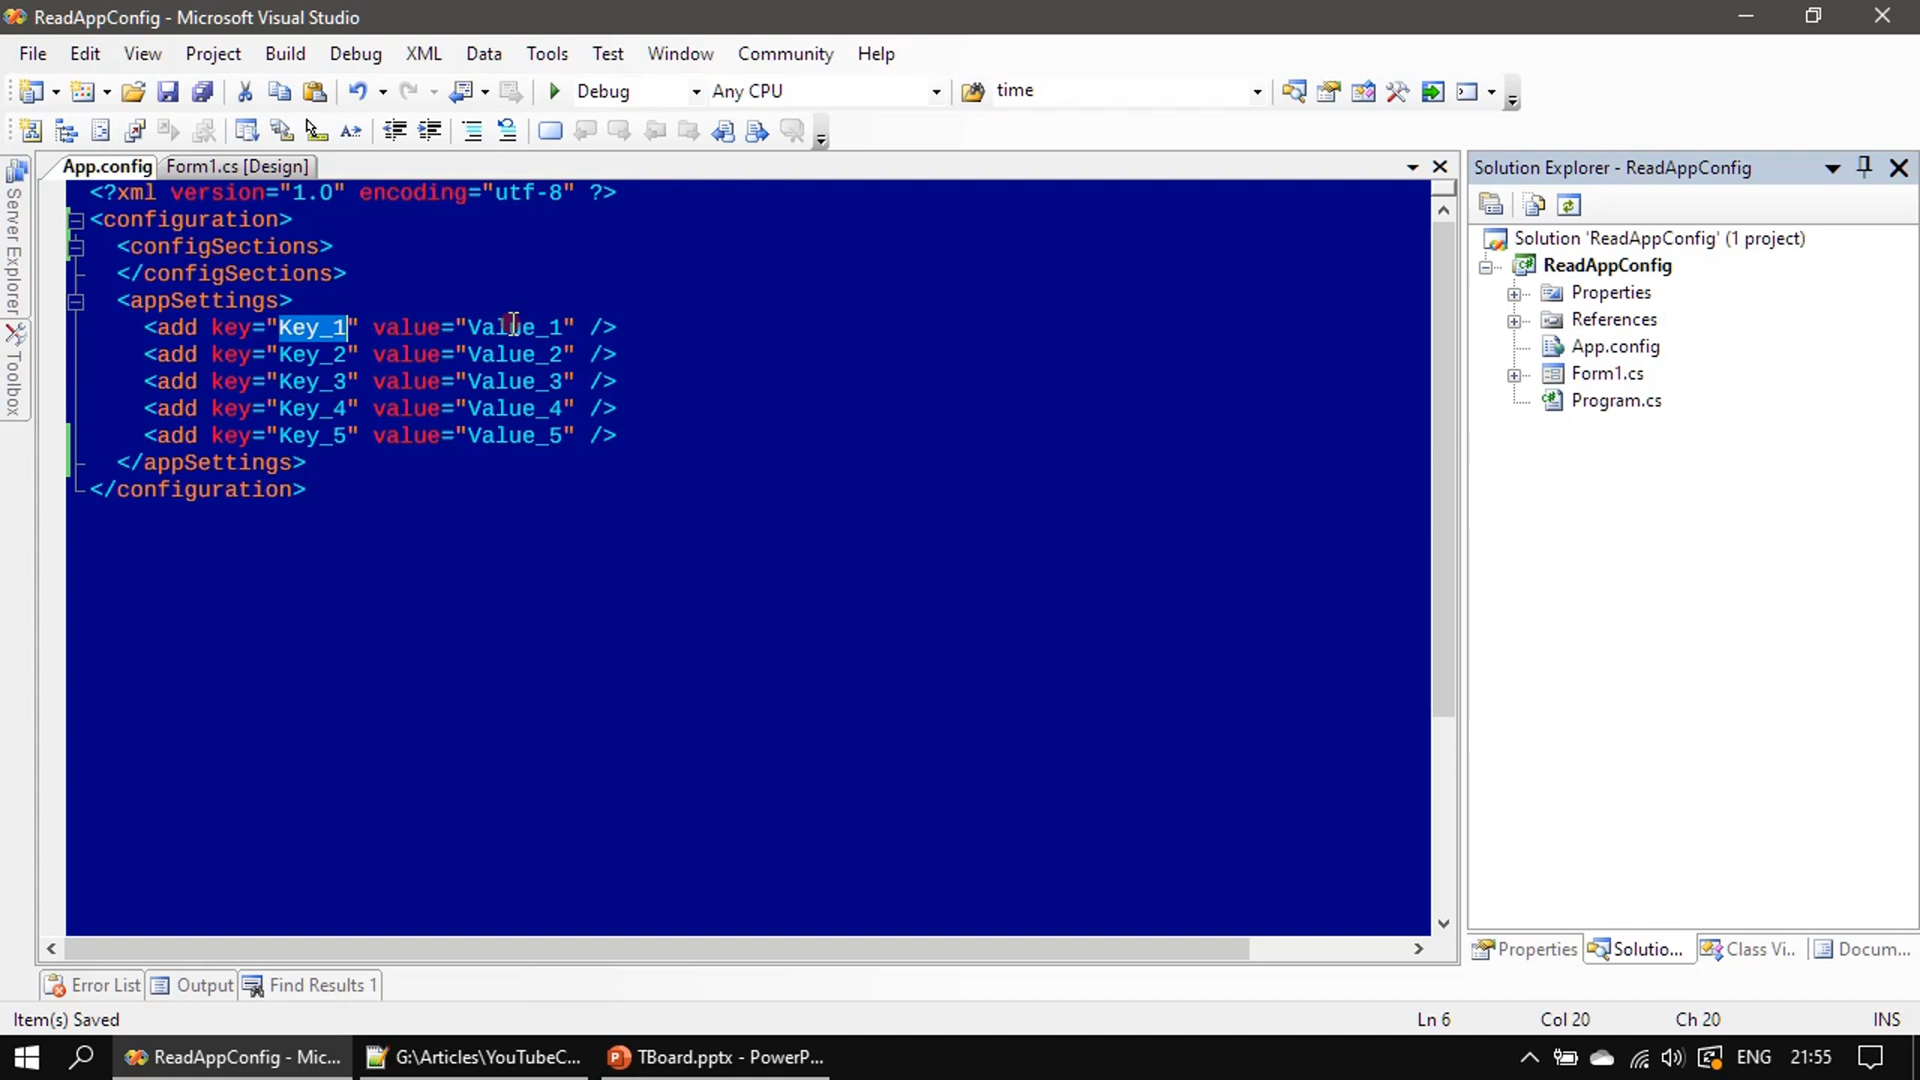 ReadAppConfig - Microsoft Visual Studio
File Edit View Project Build Debug XML Data Tools Test Window Community Help
Debug Any CPU time
App.config Form1.cs [Design]
Server Explorer
Toolbox
<?xml version="1.0" encoding="utf-8" ?>
<configuration>
<configSections>
</configSections>
<appSettings>
<add key="Key_1" value="Value_1" />
<add key="Key_2" value="Value_2" />
<add key="Key_3" value="Value_3" />
<add key="Key_4" value="Value_4" />
<add key="Key_5" value="Value_5" />
</appSettings>
</configuration>
Solution Explorer - ReadAppConfig
Solution 'ReadAppConfig' (1 project)
ReadAppConfig
Properties
References
App.config
Form1.cs
Program.cs
Properties Solutio... Class Vi... Docum...
Error List Output Find Results 1
Item(s) Saved Ln 6 Col 20 Ch 20 INS
ReadAppConfig - Mic... G:\Articles\YouTubeC... TBoard.pptx - PowerP... ENG 21:55